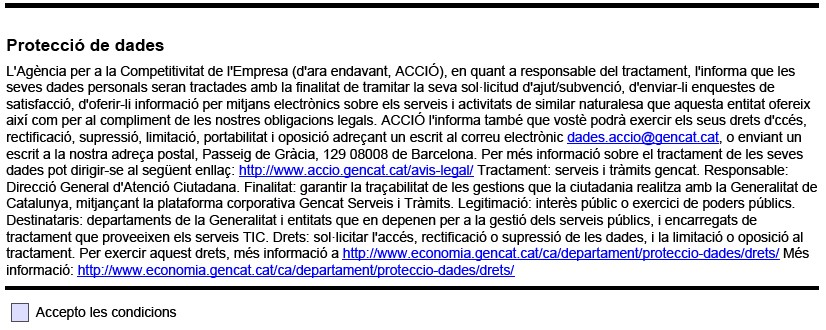 Protecció de dades
L'Agència per a la Competitivitat de l'Empresa (d'ara endavant, ACCIÓ), en quant a responsable del tractament, l'informa que les
seves dades personals seran tractades amb la finalitat de tramitar la seva sol·licitud d'ajut/subvenció, d'enviar-li enquestes de
satisfacció, d'oferir-li informació per mitjans electrònics sobre els serveis i activitats de similar naturalesa que aquesta entitat ofereix
així com per al compliment de les nostres obligacions legals. ACCIÓ l'informa també que vostè podrà exercir els seus drets d'ccés,
rectificació, supressió, limitació, portabilitat i oposició adreçant un escrit al correu electrònic dades.accio@gencat.cat, o enviant un
escrit a la nostra adreça postal, Passeig de Gràcia, 129 08008 de Barcelona. Per més informació sobre el tractament de les seves
dades pot dirigir-se al següent enllaç: http://www.accio.gencat.cat/avis-legal/ Tractament: serveis i tràmits gencat. Responsable:
Direcció General d'Atenció Ciutadana. Finalitat: garantir la traçabilitat de les gestions que la ciutadania realitza amb la Generalitat de
Catalunya, mitjançant la plataforma corporativa Gencat Serveis i Tràmits. Legitimació: interès públic o exercici de poders públics.
Destinataris: departaments de la Generalitat i entitats que en depenen per a la gestió dels serveis públics, i encarregats de
tractament que proveeixen els serveis TIC. Drets: sol·licitar l'accés, rectificació o supressió de les dades, i la limitació o oposició al
tractament. Per exercir aquest drets, més informació a http://www.economia.gencat.cat/ca/departament/proteccio-dades/drets/ Més
informació: http://www.economia.gencat.cat/ca/departament/proteccio-dades/drets/
Accepto les condicions